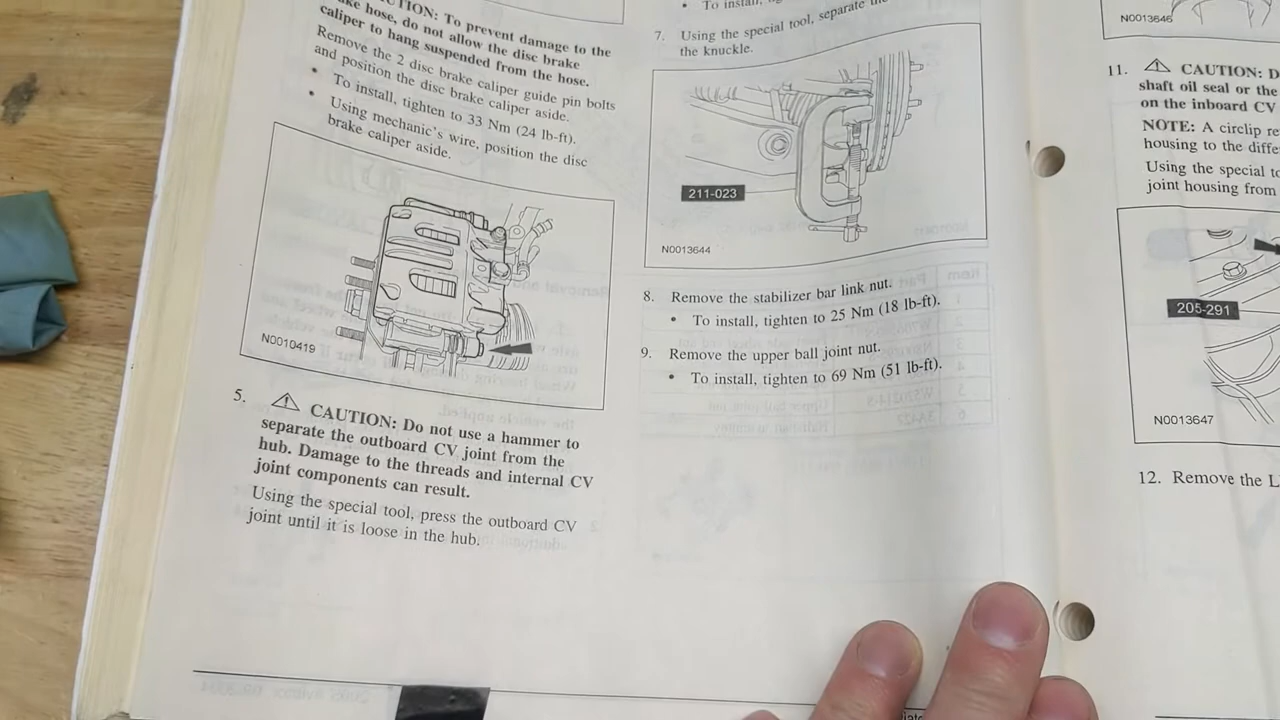 CAUTION: To prevent damage to the
brake hose, do not allow the disc brake
caliper to hang suspended from the hose.
Remove the 2 disc brake caliper guide pin bolts
and position the disc brake caliper aside.
• To install, tighten to 33 Nm (24 lb-ft).
• Using mechanic's wire, position the disc
brake caliper aside.
N0010419
5. CAUTION: Do not use a hammer to
separate the outboard CV joint from the
hub. Damage to the threads and internal CV
joint components can result.
Using the special tool, press the outboard CV
joint until it is loose in the hub.
• To install,
7. Using the special tool, separate the
the knuckle.
211-023
N0013644
8. Remove the stabilizer bar link nut.
• To install, tighten to 25 Nm (18 lb-ft).
9. Remove the upper ball joint nut.
• To install, tighten to 69 Nm (51 lb-ft).
N0013646
11. CAUTION: D
shaft oil seal or the
on the inboard CV
NOTE: A circlip re
housing to the diffe
Using the special to
joint housing from
205-291
N0013647
12. Remove the L